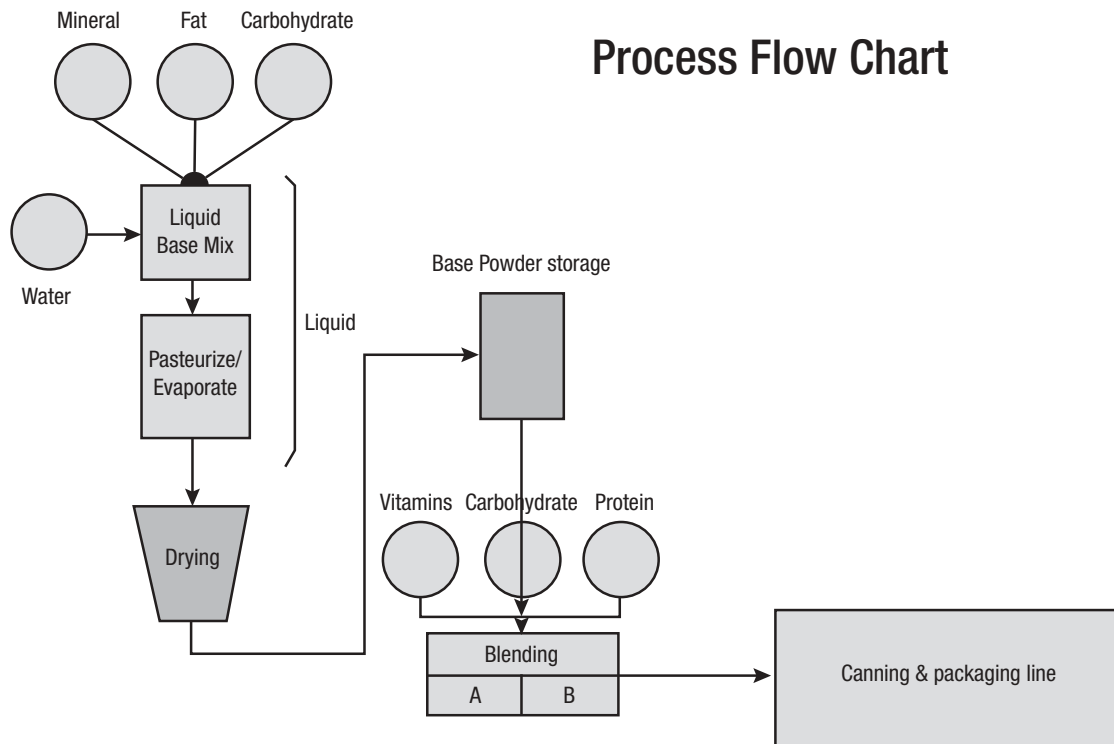 Process Flow Chart
Mineral
Fat
Carbohydrate
Liquid
Base Mix
Water
Pasteurize/
Evaporate
Liquid
Drying
Base Powder storage
Vitamins
Carbohydrate
Protein
Blending
A
B
Canning & packaging line